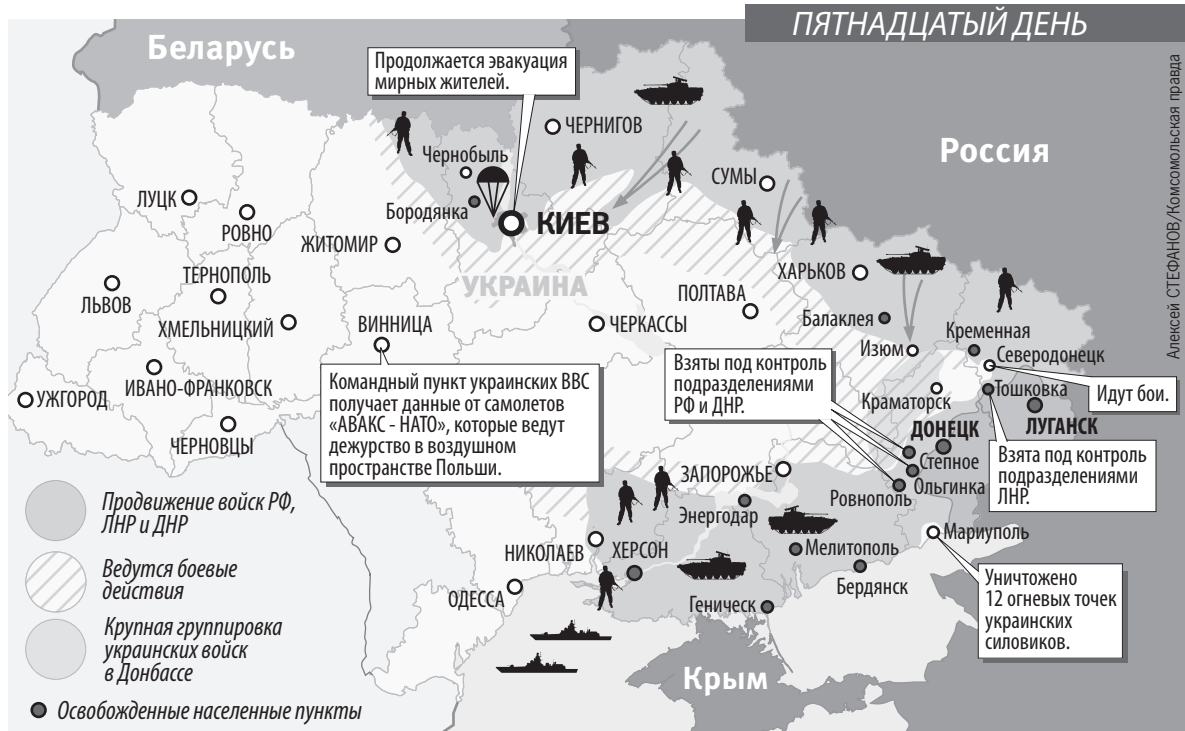 ПЯТНАДЦАТЫЙ ДЕНЬ
Беларусь
Продолжается эвакуация
мирных жителей.
Алексей СТЕФАНОВ/Комсомольская правда
Россия
ЧЕРНИГОВ
Чернобыль
СУМЫ
ЛУЦК
РОВНО
Бородянка
КИЕВ
ЖИТОМИР
ТЕРНОПОЛЬ
УКРАИНА
ХАРЬКОВ
ЛЬВОВ
ПОЛТАВА
ХМЕЛЬНИЦКИЙ
ВИННИЦА
ЧЕРКАССЫ
Балаклея
Кременная
Изюм
Северодонецк
Взяты под контроль
подразделениями
РФ и ДНР.
ИВАНО-ФРАНКОВСК
УЖГОРОД
Командный пункт украинских ВВС
получает данные от самолетов
«АВАКС - НАТО», которые ведут
дежурство в воздушном
пространстве Польши.
Идут бои.
Тошковка
Краматорск
ЧЕРНОВЦЫ
ДОНЕЦК
ЛУГАНСК
Взята под контроль
подразделениями
ЛНР.
Степное
ЗАПОРОЖЬЕ
Ольгинка
Ровнополь
Энергодар
Мариуполь
НИКОЛАЕВ
ХЕРСОН
Мелитополь
Бердянск
Уничтожено
12 огневых точек
украинских
силовиков.
ОДЕССА
Геническ
Крым
Продвижение войск РФ,
ЛНР и ДНР
Ведутся боевые
действия
Крупная группировка
украинских войск
в Донбассе
Освобожденные населенные пункты